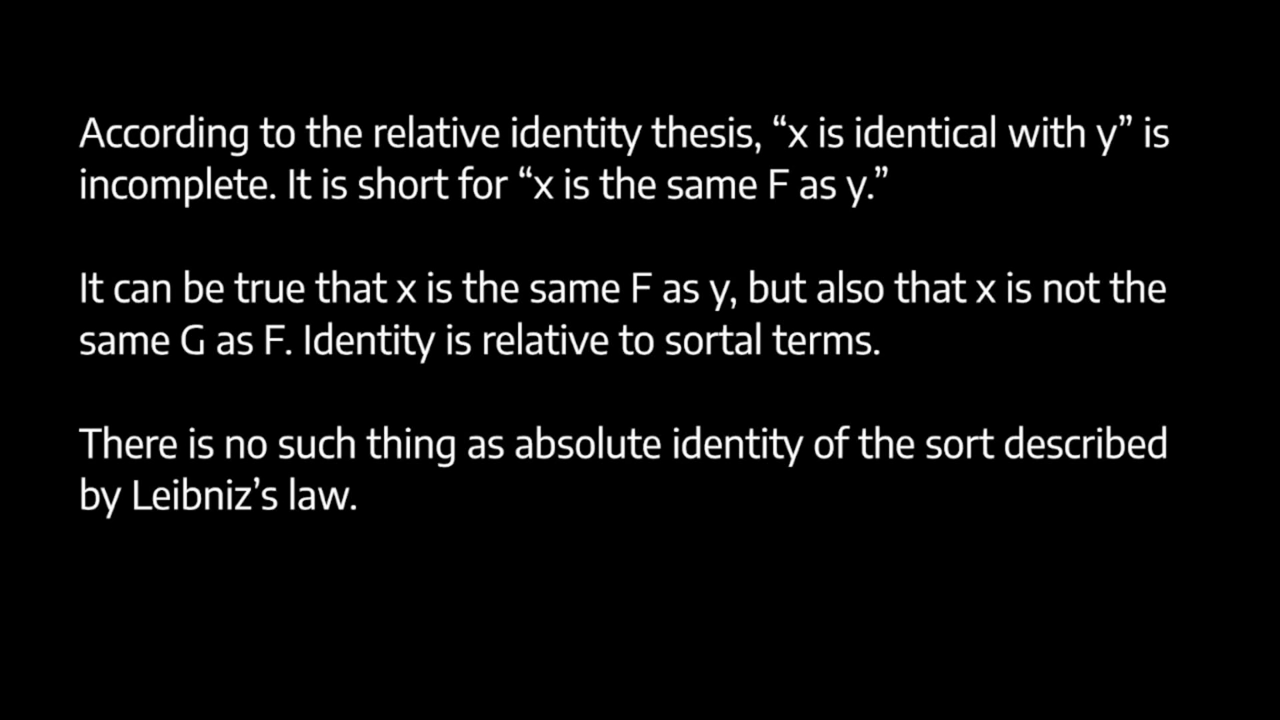 According to the relative identity thesis, “x is identical with y” is
incomplete. It is short for “x is the same F as y.”
It can be true that x is the same F as y, but also that x is not the
same G as F. Identity is relative to sortal terms.
There is no such thing as absolute identity of the sort described
by Leibniz’s law.